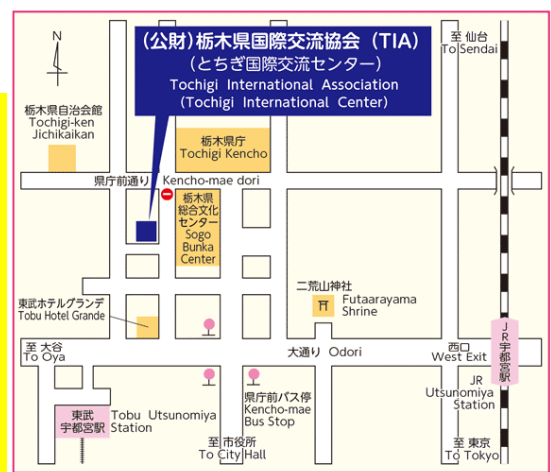 (公財)栃木県国際交流協会 (TIA)
(とちぎ国際交流センター)
Tochigi International Association
(Tochigi International Center)
N
至 仙台
To Sendai
栃木県自治会館
Tochigi-ken
Jichikaikan
栃木県庁
Tochigi Kencho
県庁前通り Kencho-mae dori
栃木県
総合文化
センター
Sogo
Bunka
Center
東武ホテルグランデ
Tobu Hotel Grande
二荒山神社
Futaarayama
Shrine
至 大谷
To Oya
大通り Odori
西口
West Exit
JR宇都宮駅
JR
Utsunomiya
Station
東武
宇都宮駅
Tobu Utsunomiya
Station
県庁前バス停
Kencho-mae
Bus Stop
至 市役所
To City Hall
至 東京
To Tokyo